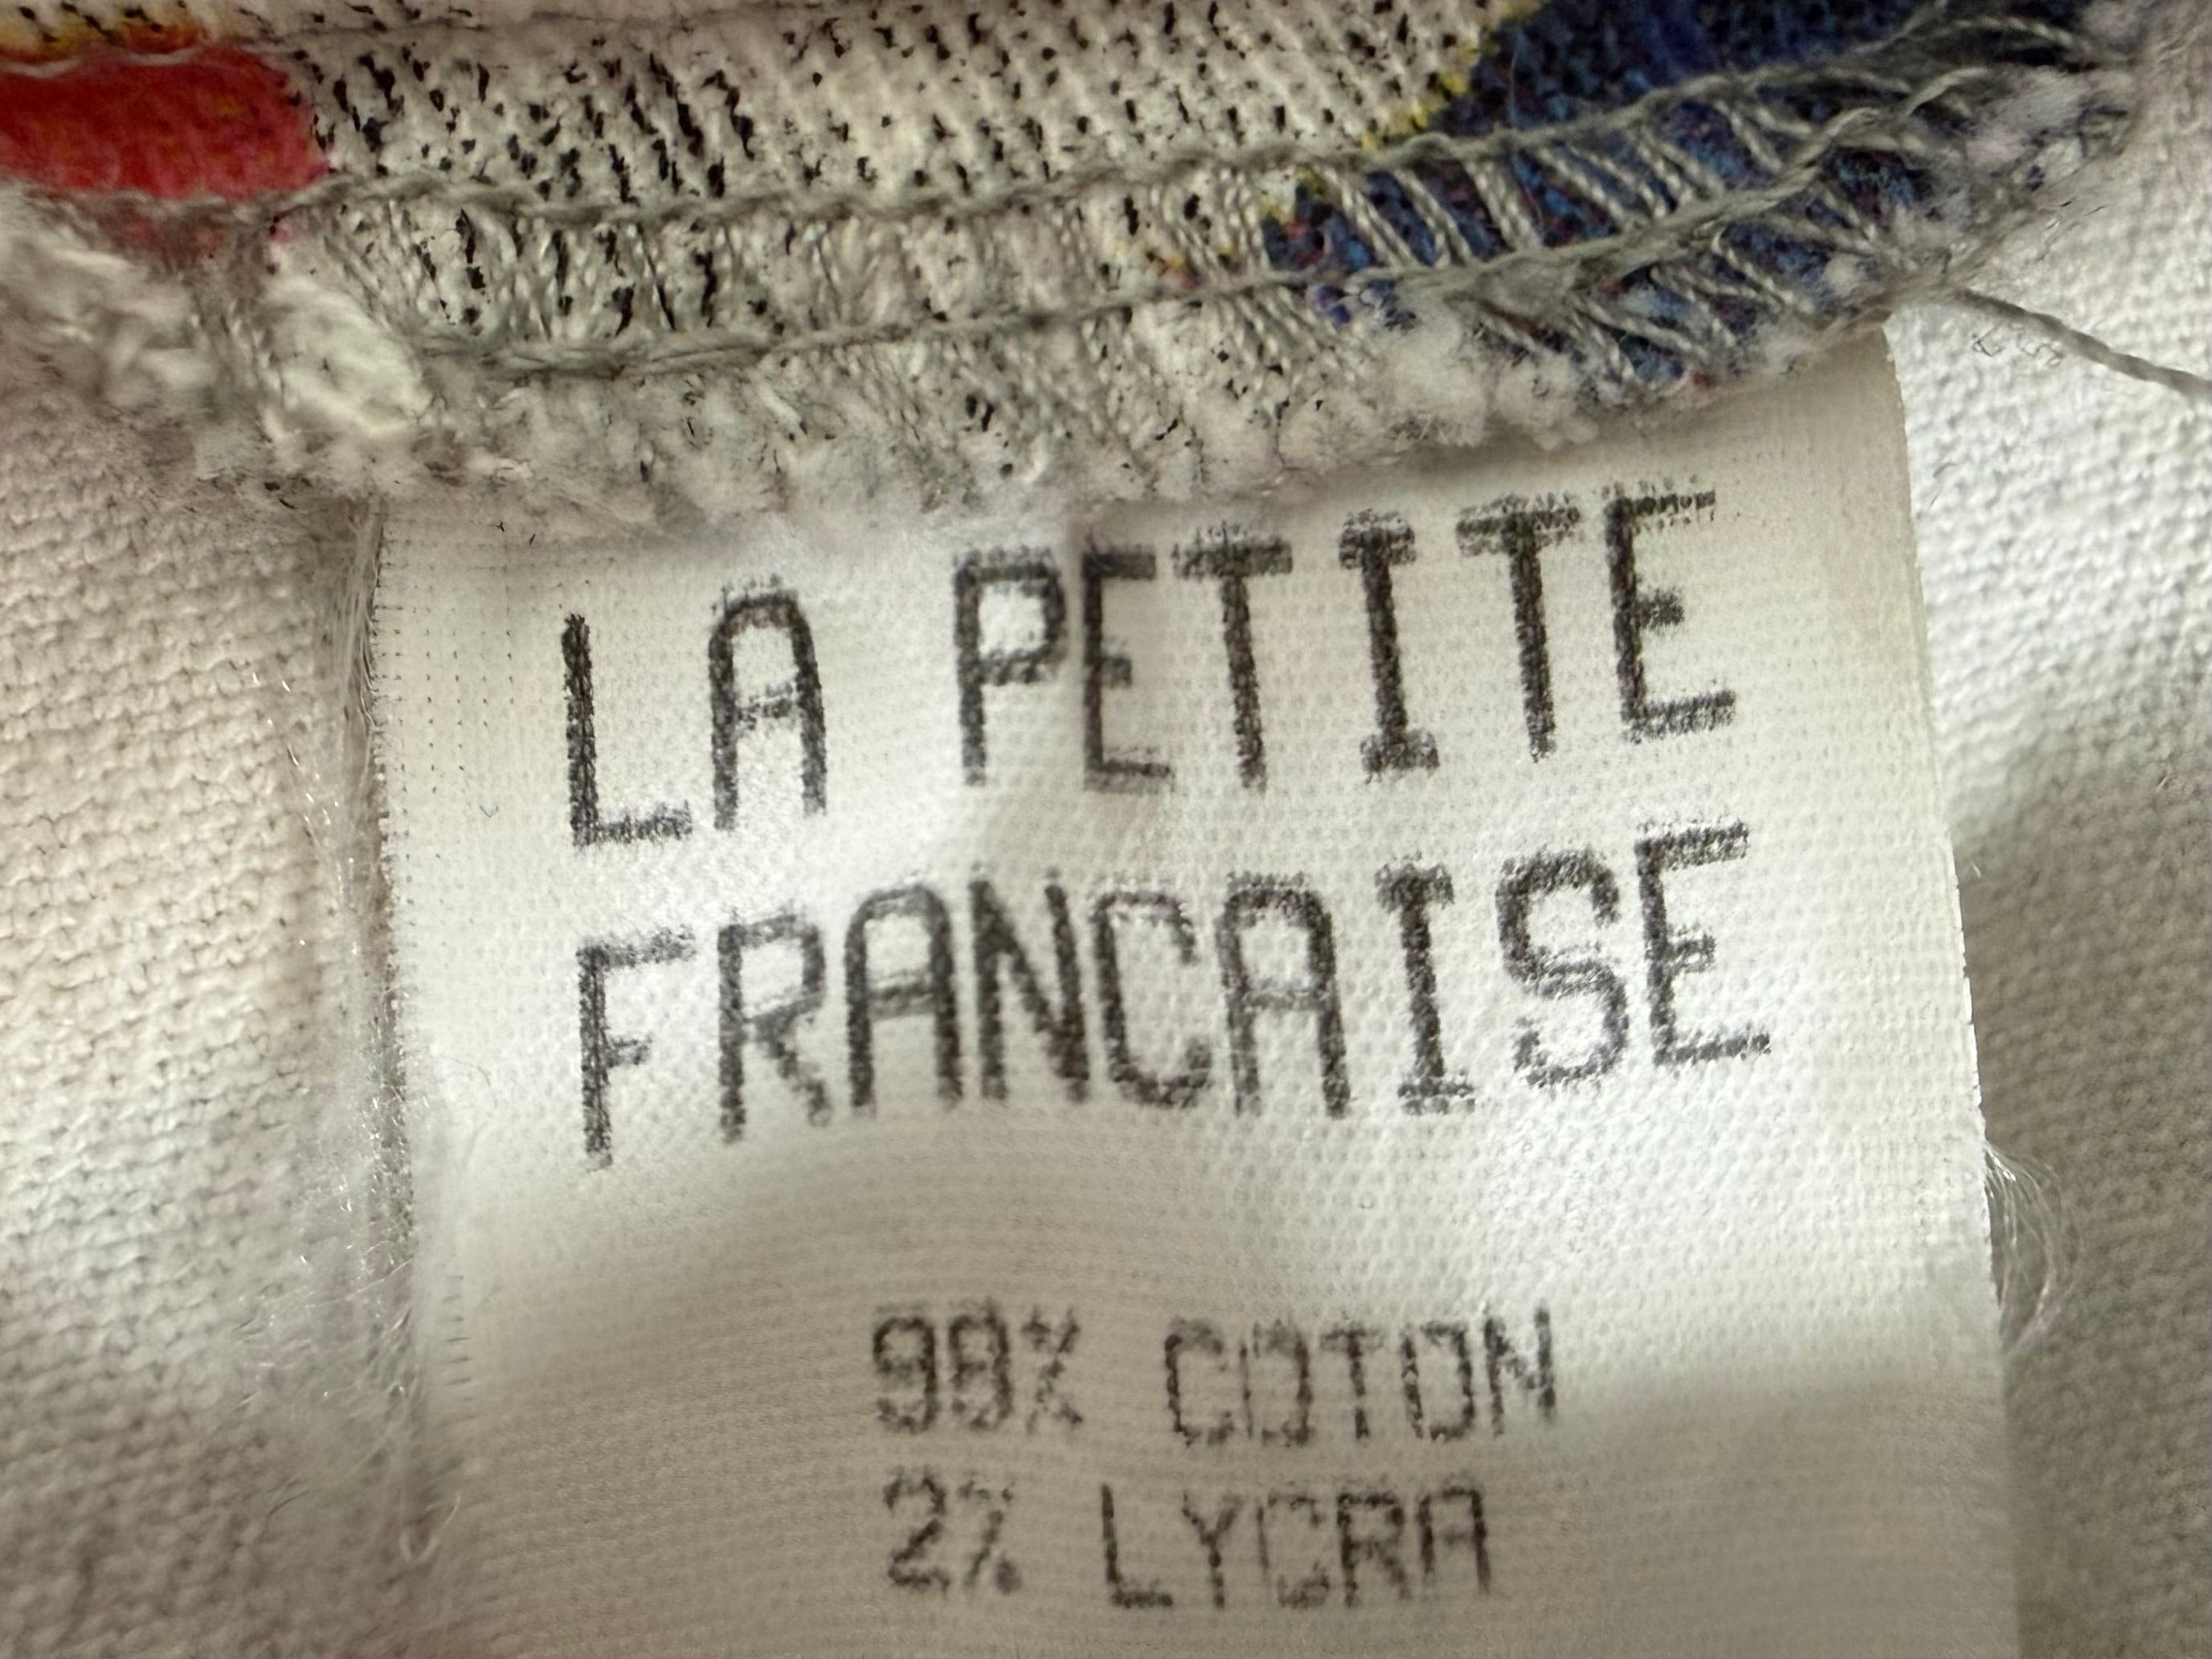 LA PETITE
FRANCAISE
98% COTON
2% LYCRA